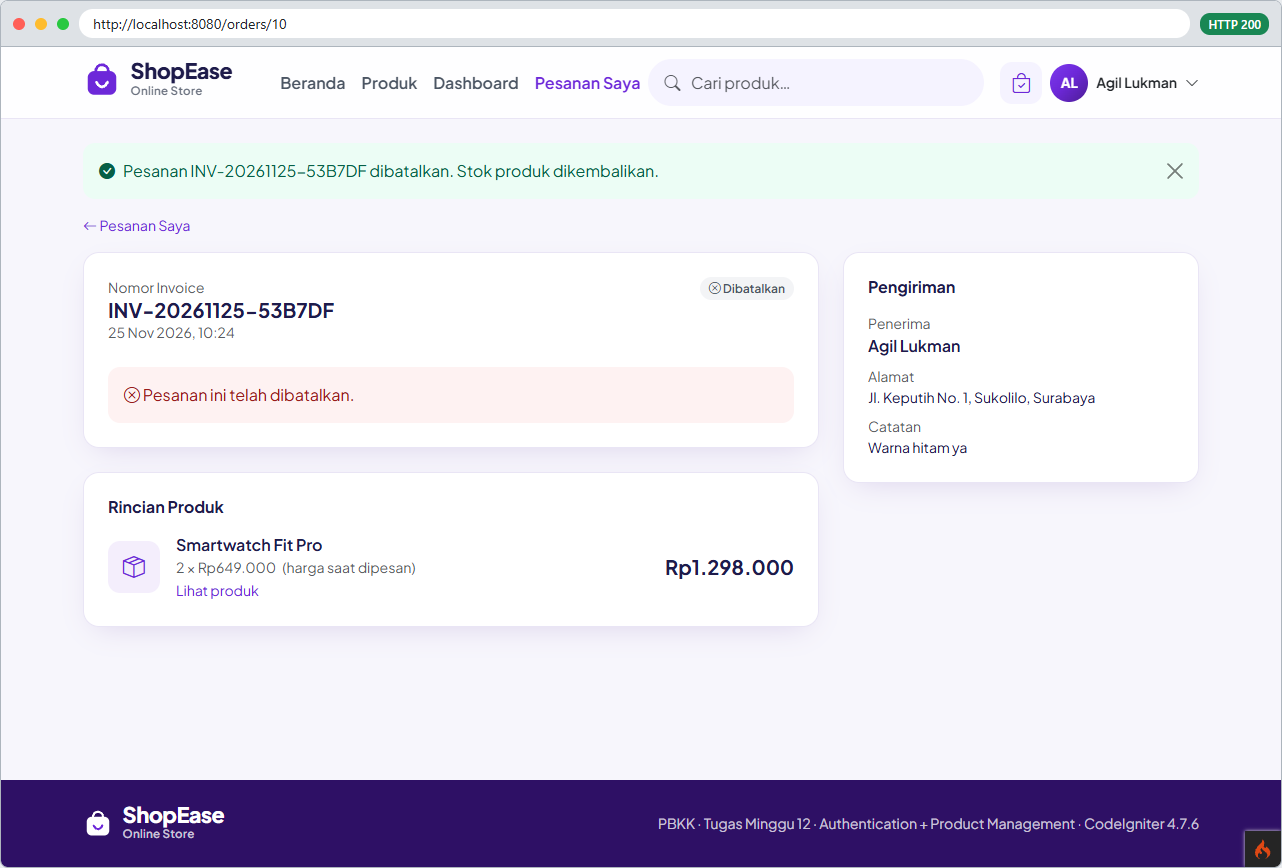 http://localhost:8080/orders/10
HTTP 200
ShopEase
Online Store
Beranda
Produk
Dashboard
Pesanan Saya
Cari produk...
AL
Agil Lukman
Pesanan INV-20261125-53B7DF dibatalkan. Stok produk dikembalikan.
← Pesanan Saya
Nomor Invoice
Dibatalkan
INV-20261125-53B7DF
25 Nov 2026, 10:24
Pesanan ini telah dibatalkan.
Pengiriman
Penerima
Agil Lukman
Alamat
Jl. Keputih No. 1, Sukolilo, Surabaya
Catatan
Warna hitam ya
Rincian Produk
Smartwatch Fit Pro
2 × Rp649.000 (harga saat dipesan)
Rp1.298.000
Lihat produk
ShopEase
Online Store
PBKK · Tugas Minggu 12 · Authentication + Product Management · CodeIgniter 4.7.6